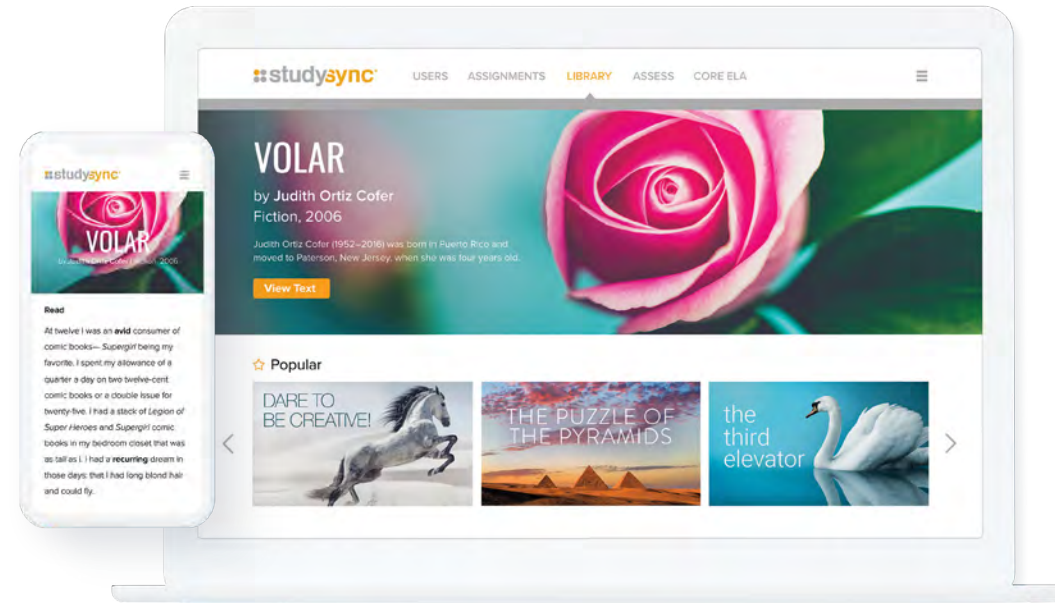 studysync
USERS ASSIGNMENTS LIBRARY ASSESS CORE ELA
VOLAR
by Judith Ortiz Cofer
Fiction, 2006
Judith Ortiz Cofer (1952–2016) was born in Puerto Rico and
moved to Paterson, New Jersey, when she was four years old.
View Text
Popular
DARE TO
BE CREATIVE!
THE PUZZLE OF
THE PYRAMIDS
the
third
elevator
studysync
VOLAR
by Judith Ortiz Cofer | Fiction, 2006
Read
At twelve I was an avid consumer of
comic books— Supergirl being my
favorite. I spent my allowance of a
quarter a day on two twelve-cent
comic books or a double issue for
twenty-five. I had a stack of Legion of
Super Heroes and Supergirl comic
books in my bedroom closet that was
as tall as I. I had a recurring dream in
those days: that I had long blond hair
and could fly.